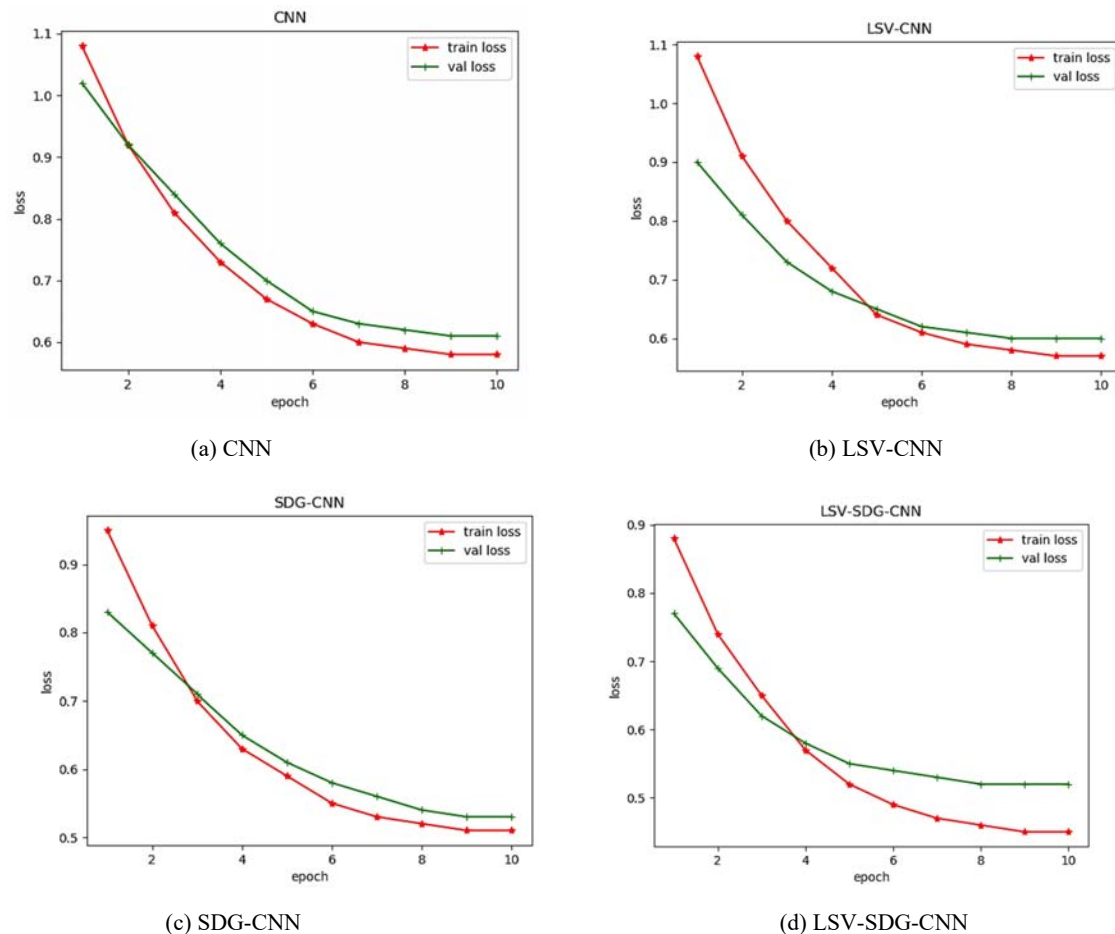 CNN
1.1
1.0
0.9
0.8
0.7
0.6
loss
2 4 6 8 10
epoch
train loss
val loss
(a) CNN
LSV-CNN
1.1
1.0
0.9
0.8
0.7
0.6
loss
2 4 6 8 10
epoch
train loss
val loss
(b) LSV-CNN
SDG-CNN
0.9
0.8
0.7
0.6
0.5
loss
2 4 6 8 10
epoch
train loss
val loss
(c) SDG-CNN
LSV-SDG-CNN
0.9
0.8
0.7
0.6
0.5
loss
2 4 6 8 10
epoch
train loss
val loss
(d) LSV-SDG-CNN